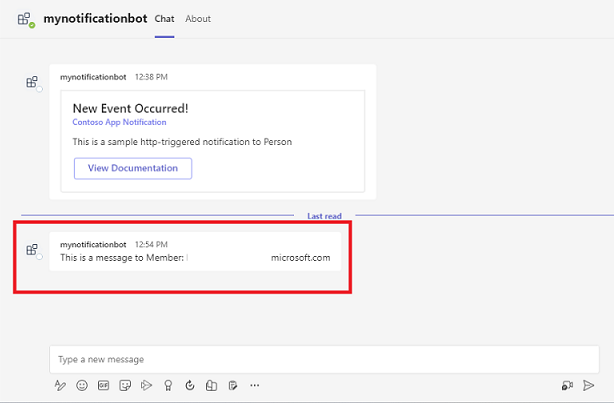 mynotificationbot Chat About
mynotificationbot 12:38 PM
New Event Occurred!
Contoso App Notification
This is a sample http-triggered notification to Person
View Documentation
Last read
mynotificationbot 12:54 PM
This is a message to Member: microsoft.com
Type a new message
GIF